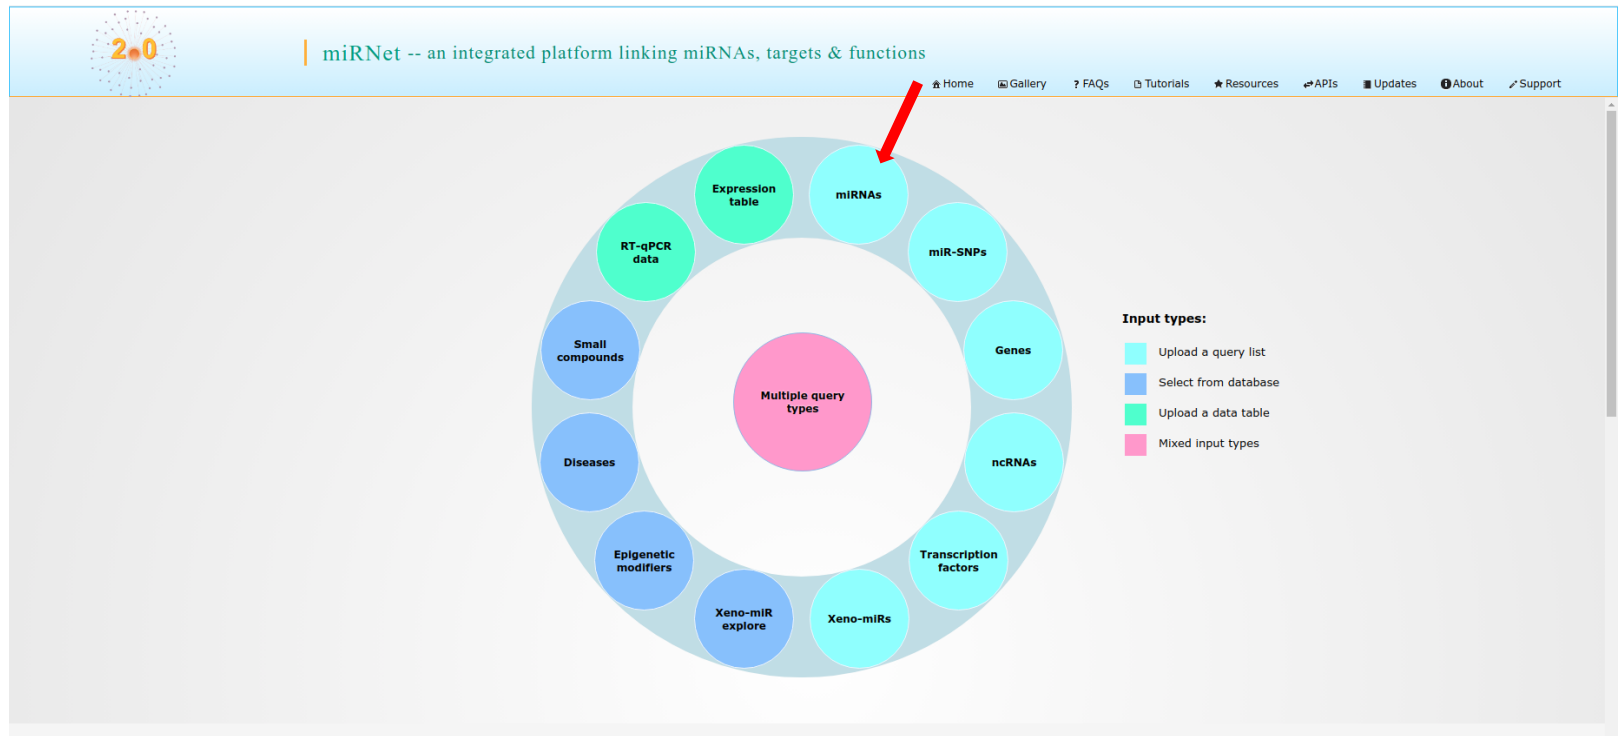 2.0
miRNet -- an integrated platform linking miRNAs, targets & functions
Home Gallery ? FAQs Tutorials Resources APIs Updates About Support
Expression
table
miRNAs
RT-qPCR
data
miR-SNPs
Small
compounds
Genes
Multiple query
types
Diseases
ncRNAs
Epigenetic
modifiers
Transcription
factors
Xeno-miR
explore
Xeno-miRs
Input types:
Upload a query list
Select from database
Upload a data table
Mixed input types